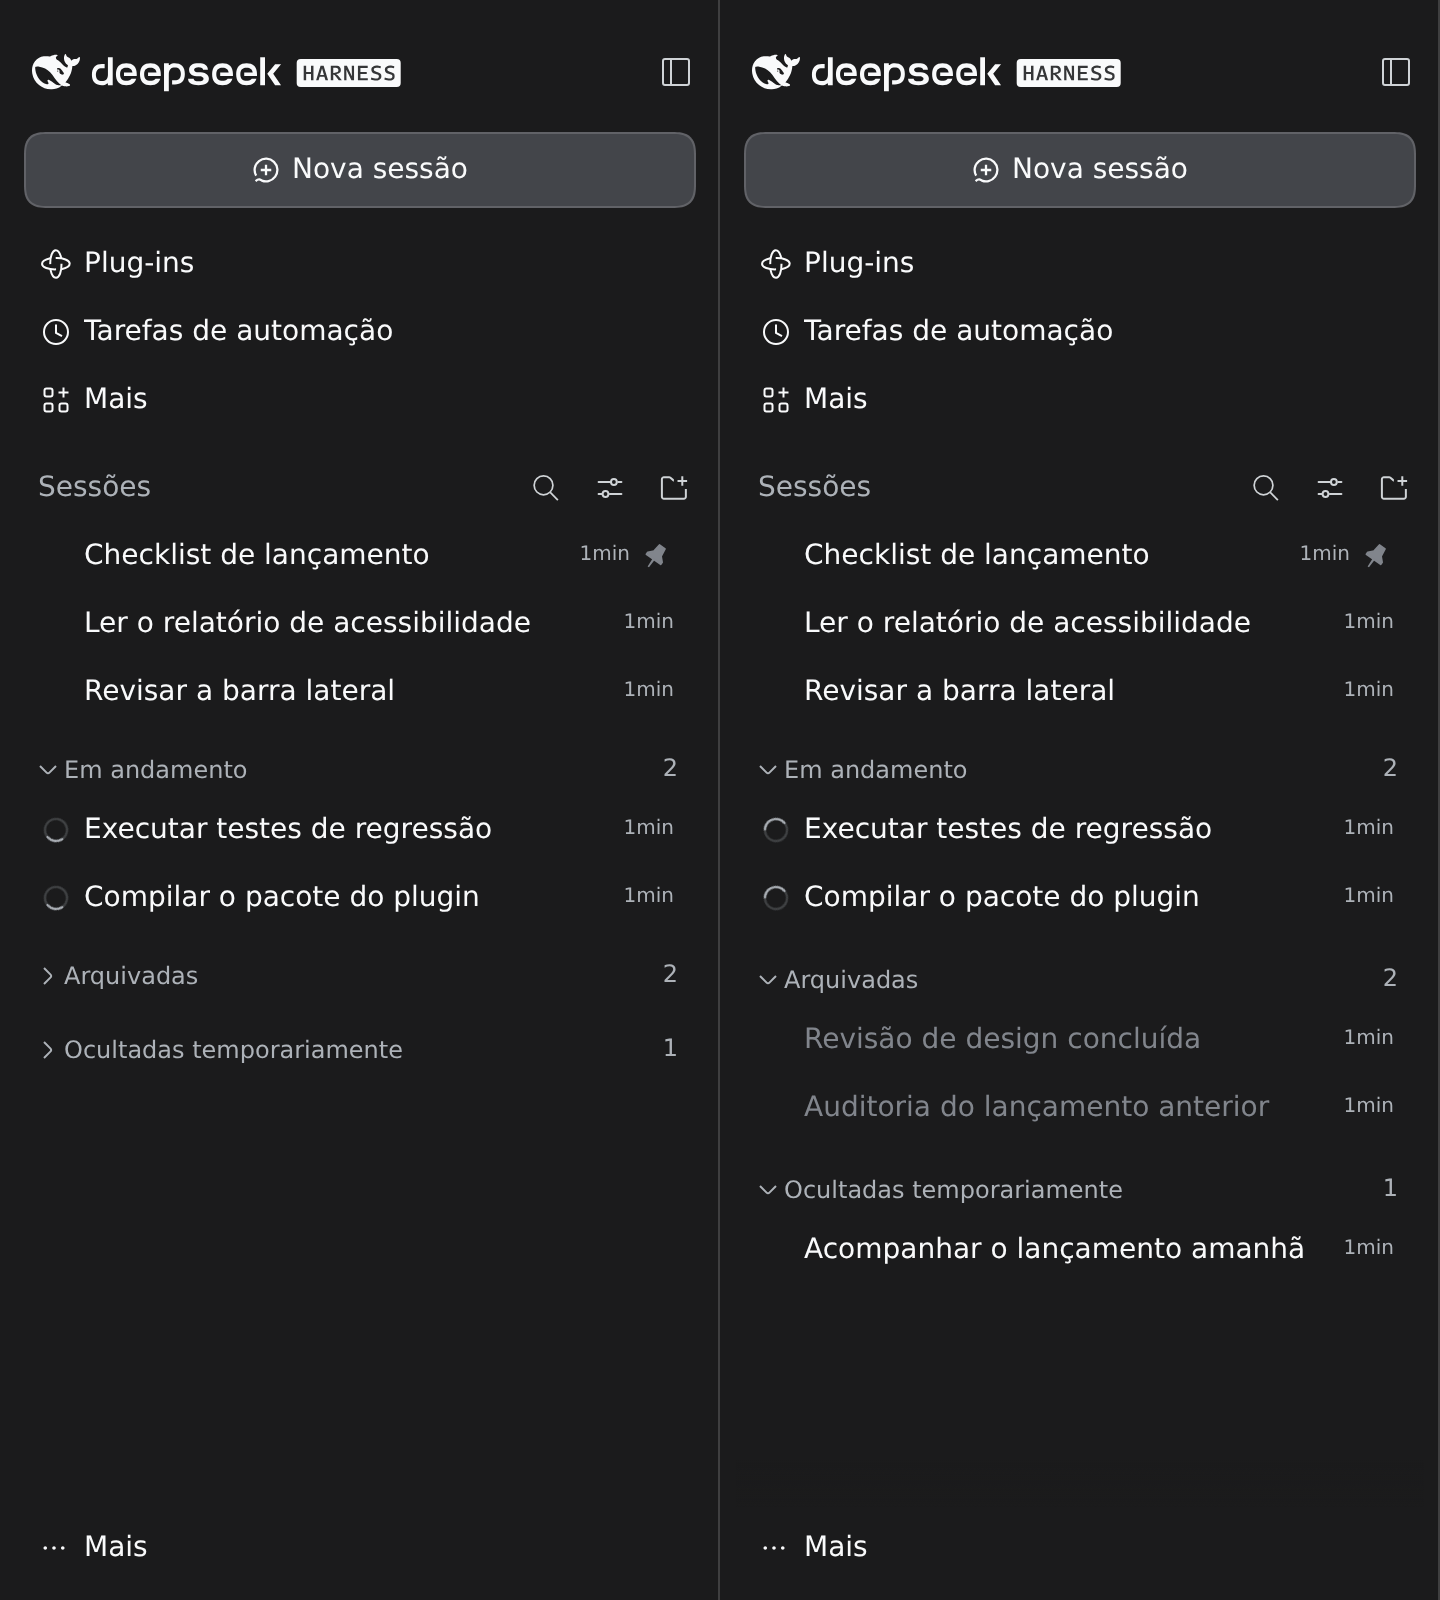 deepseek HARNESS
Nova sessão
Plug-ins
Tarefas de automação
Mais
Sessões
Checklist de lançamento 1min
Ler o relatório de acessibilidade 1min
Revisar a barra lateral 1min
Em andamento 2
Executar testes de regressão 1min
Compilar o pacote do plugin 1min
Arquivadas 2
Ocultadas temporariamente 1
Mais
deepseek HARNESS
Nova sessão
Plug-ins
Tarefas de automação
Mais
Sessões
Checklist de lançamento 1min
Ler o relatório de acessibilidade 1min
Revisar a barra lateral 1min
Em andamento 2
Executar testes de regressão 1min
Compilar o pacote do plugin 1min
Arquivadas 2
Revisão de design concluída 1min
Auditoria do lançamento anterior 1min
Ocultadas temporariamente 1
Acompanhar o lançamento amanhã 1min
Mais